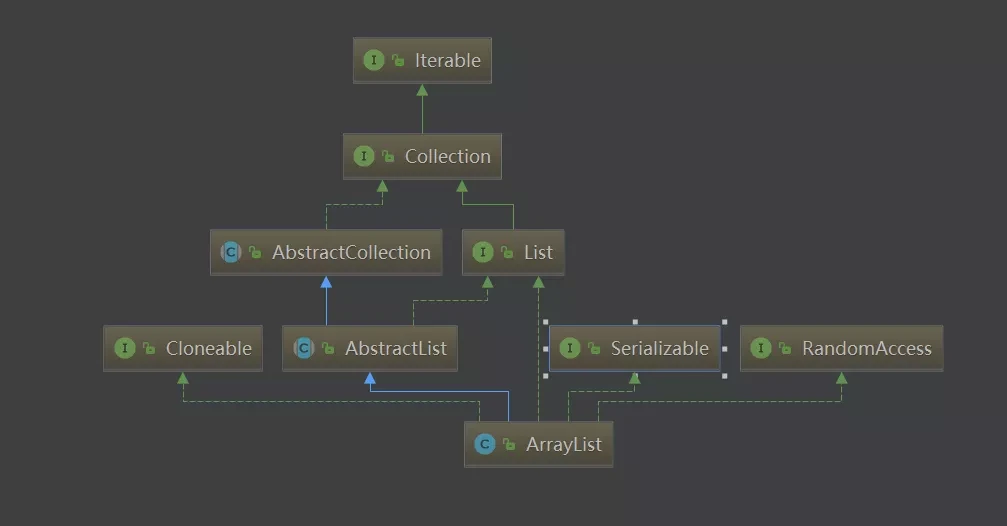 I Iterable
I Collection
C AbstractCollection
I List
I Cloneable
C AbstractList
I Serializable
I RandomAccess
C ArrayList